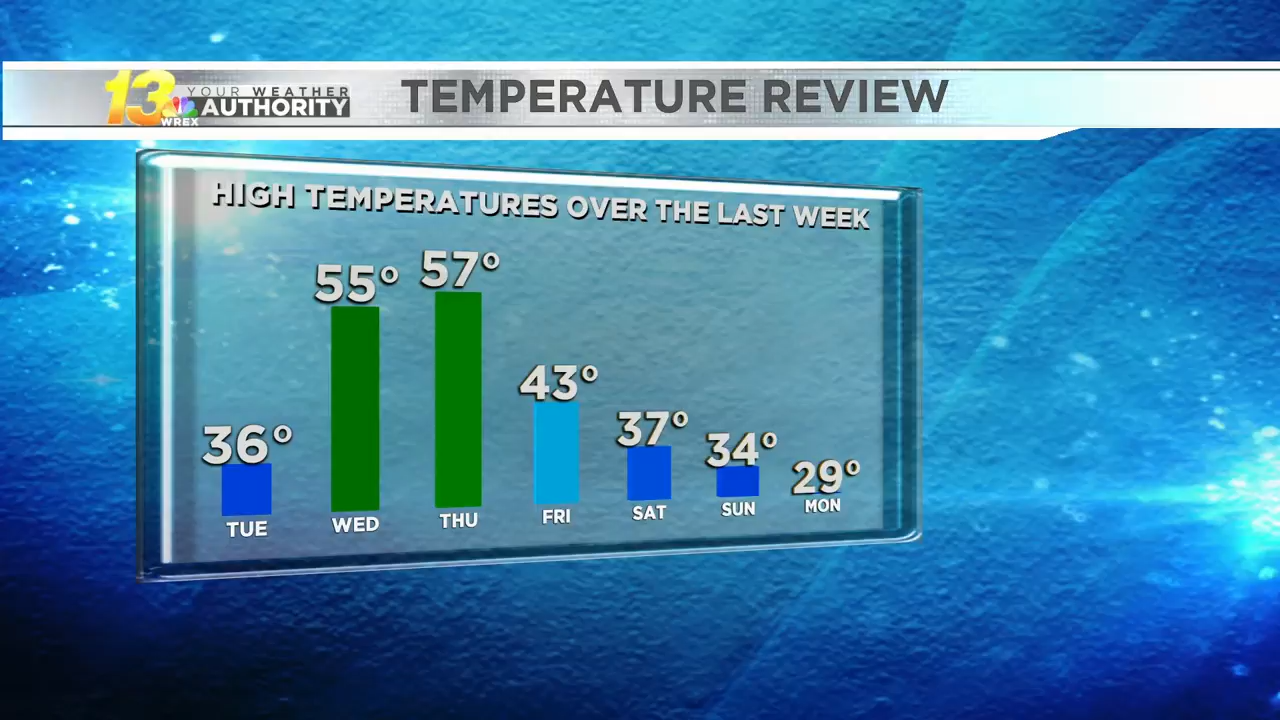 13
WREX
YOUR WEATHER
AUTHORITY
TEMPERATURE REVIEW
HIGH TEMPERATURES OVER THE LAST WEEK
36° 55° 57° 43° 37° 34° 29°
TUE WED THU FRI SAT SUN MON